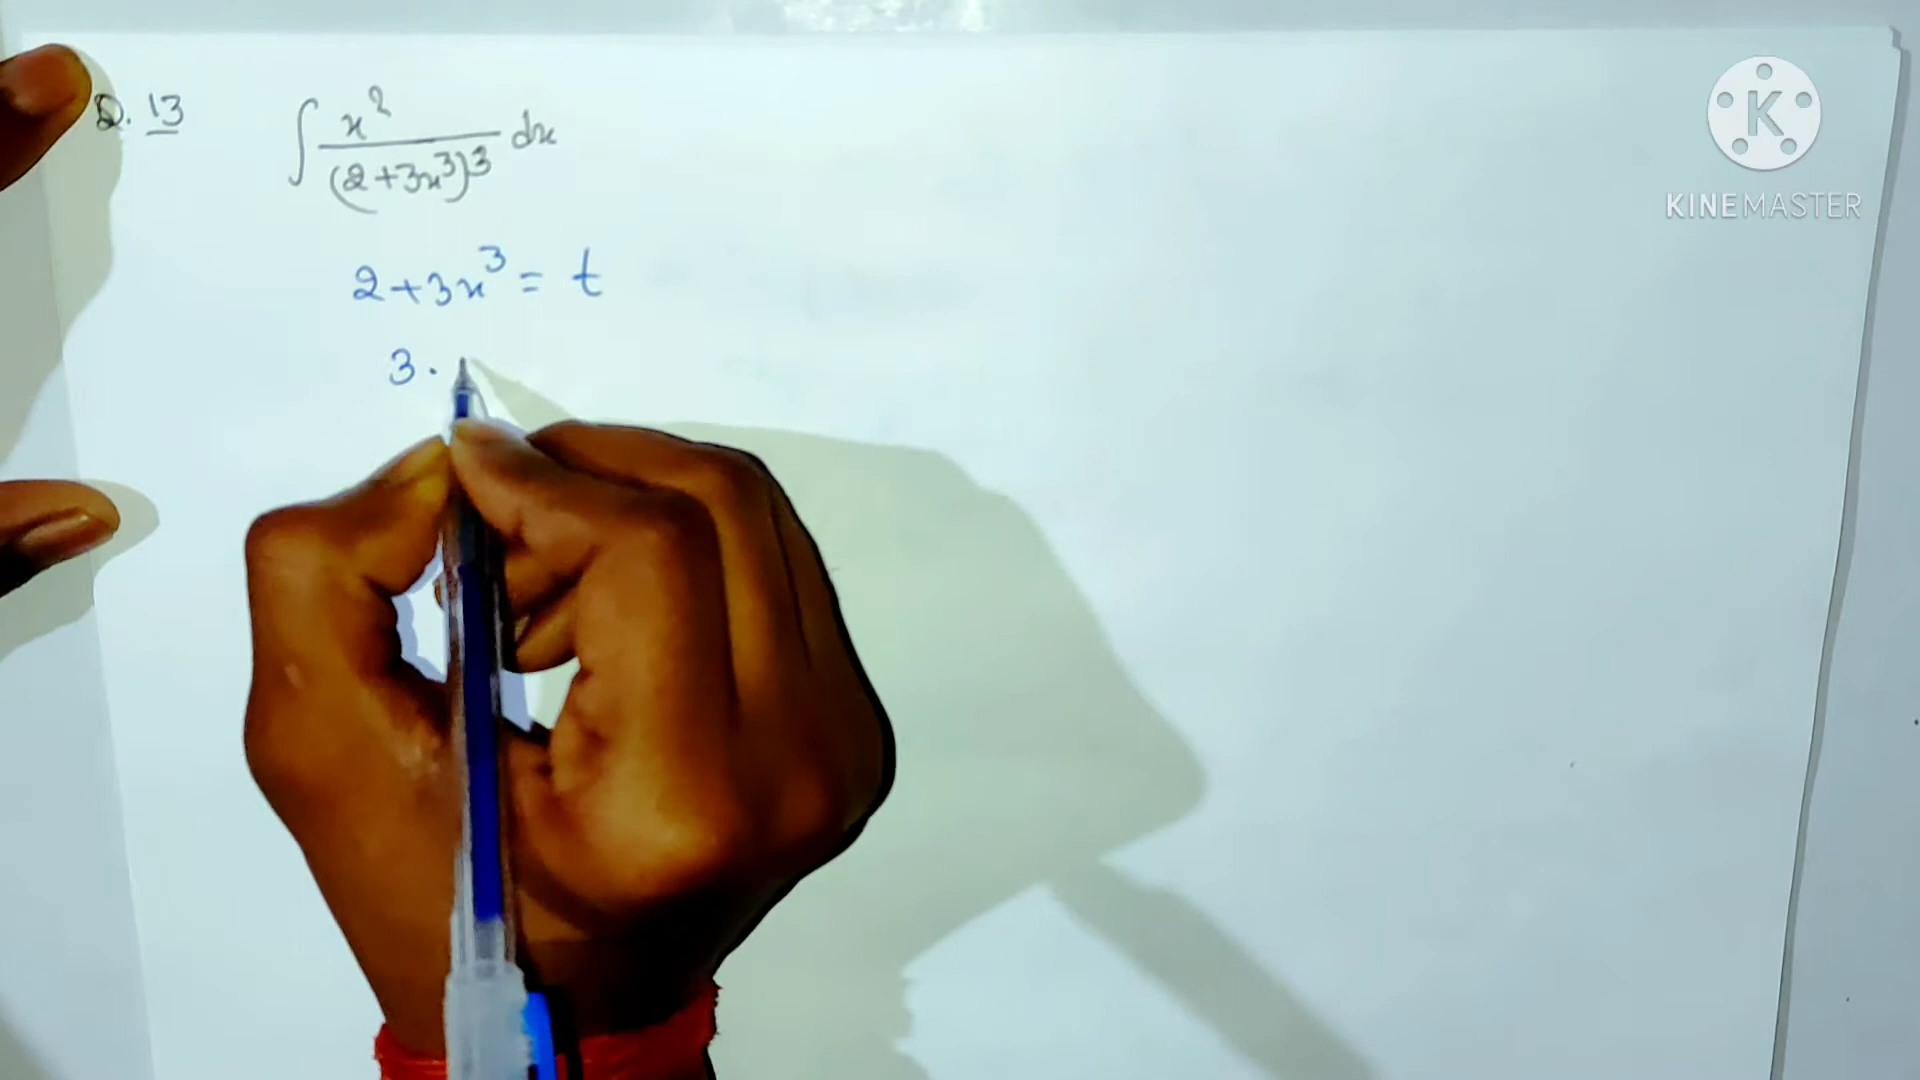 Q. 13 ∫ x² / (2+3x³)³ dx
2+3x³ = t
3.
K
KINEMASTER